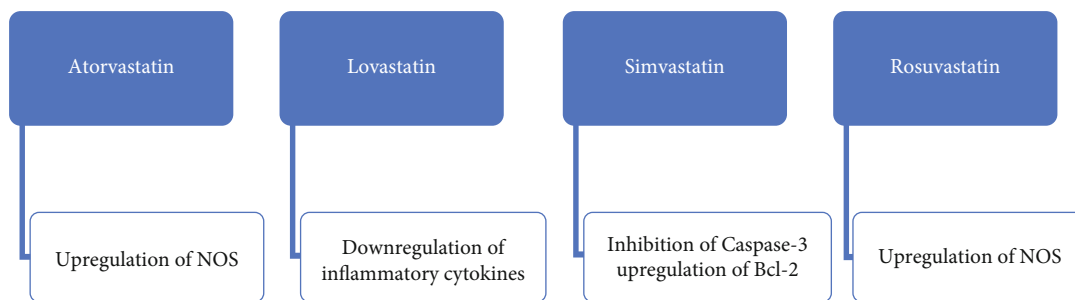 Atorvastatin
Lovastatin
Simvastatin
Rosuvastatin
Upregulation of NOS
Downregulation of
inflammatory cytokines
Inhibition of Caspase-3
upregulation of Bcl-2
Upregulation of NOS